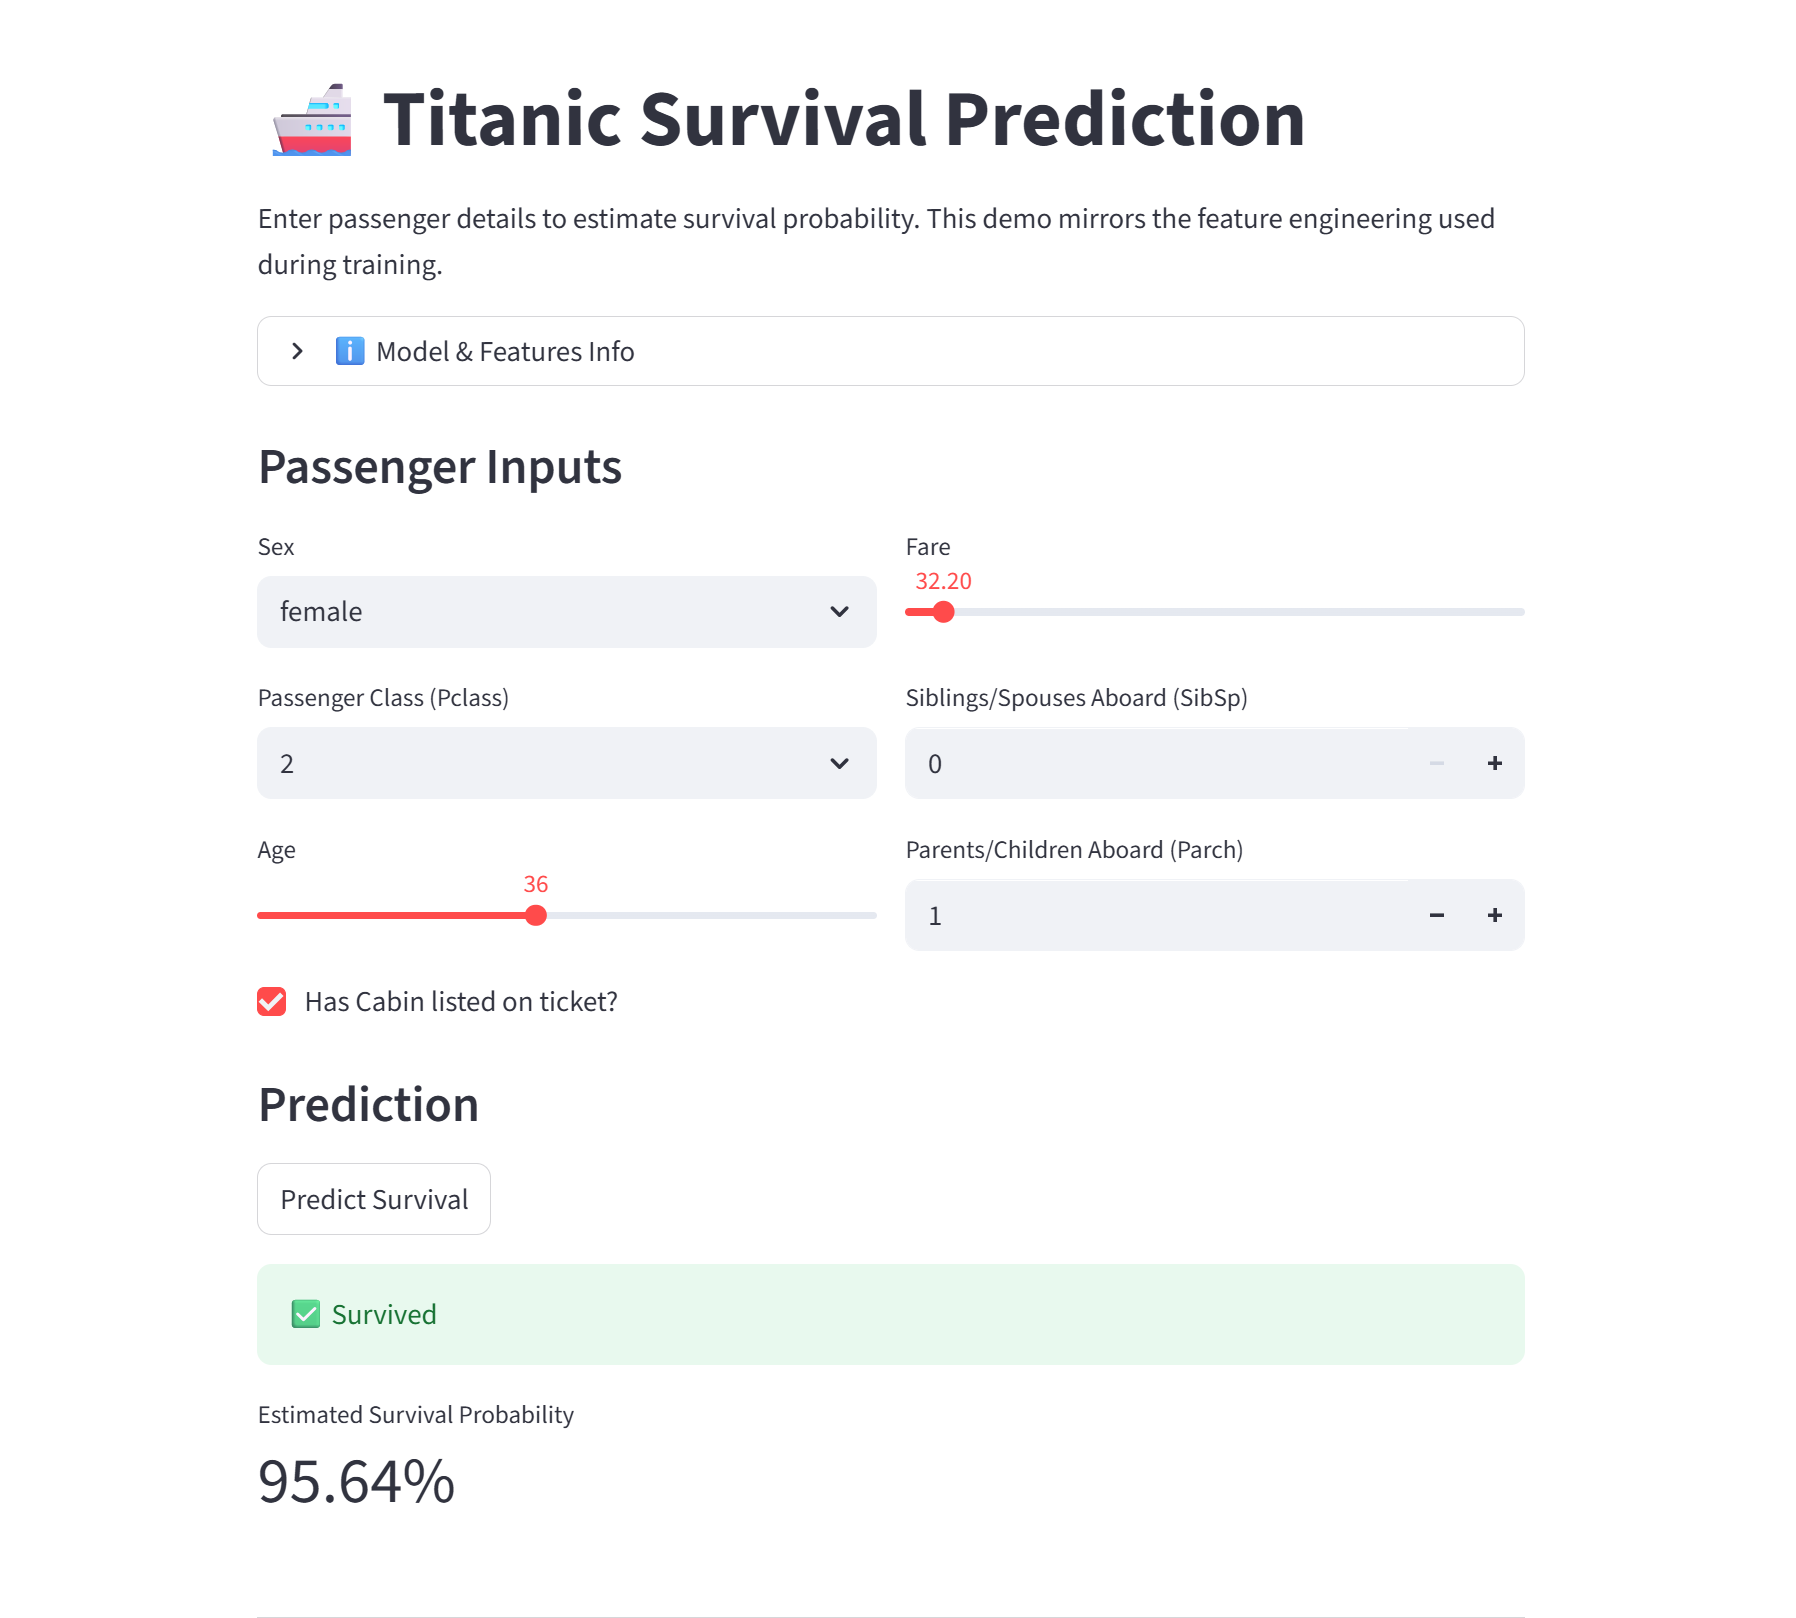 Titanic Survival Prediction
Enter passenger details to estimate survival probability. This demo mirrors the feature engineering used
during training.
Model & Features Info
Passenger Inputs
Sex
female
Passenger Class (Pclass)
2
Age
36
Has Cabin listed on ticket?
Fare
32.20
Siblings/Spouses Aboard (SibSp)
0
Parents/Children Aboard (Parch)
1
Prediction
Predict Survival
Survived
Estimated Survival Probability
95.64%